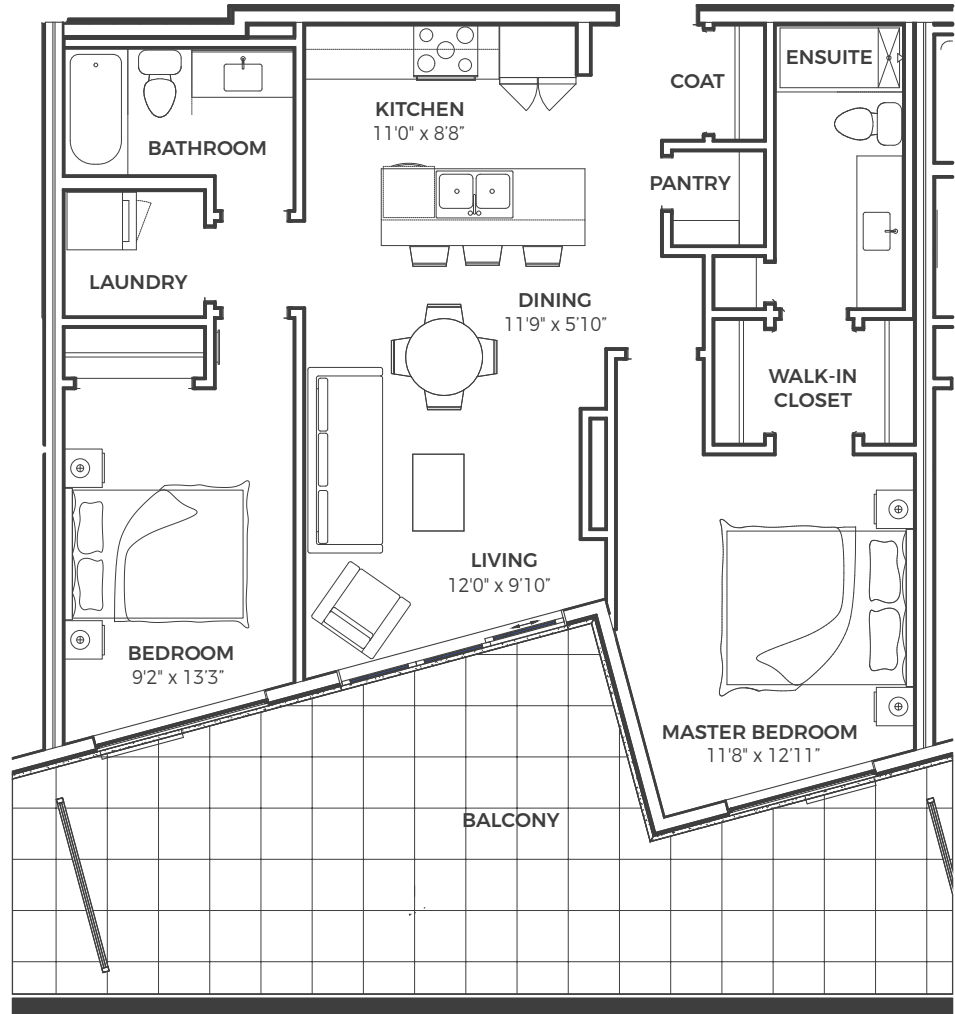 ENSUITE
COAT
KITCHEN
11'0" x 8'8"
BATHROOM
PANTRY
LAUNDRY
DINING
11'9" x 5'10"
WALK-IN
CLOSET
LIVING
12'0" x 9'10"
BEDROOM
9'2" x 13'3"
MASTER BEDROOM
11'8" x 12'11"
BALCONY